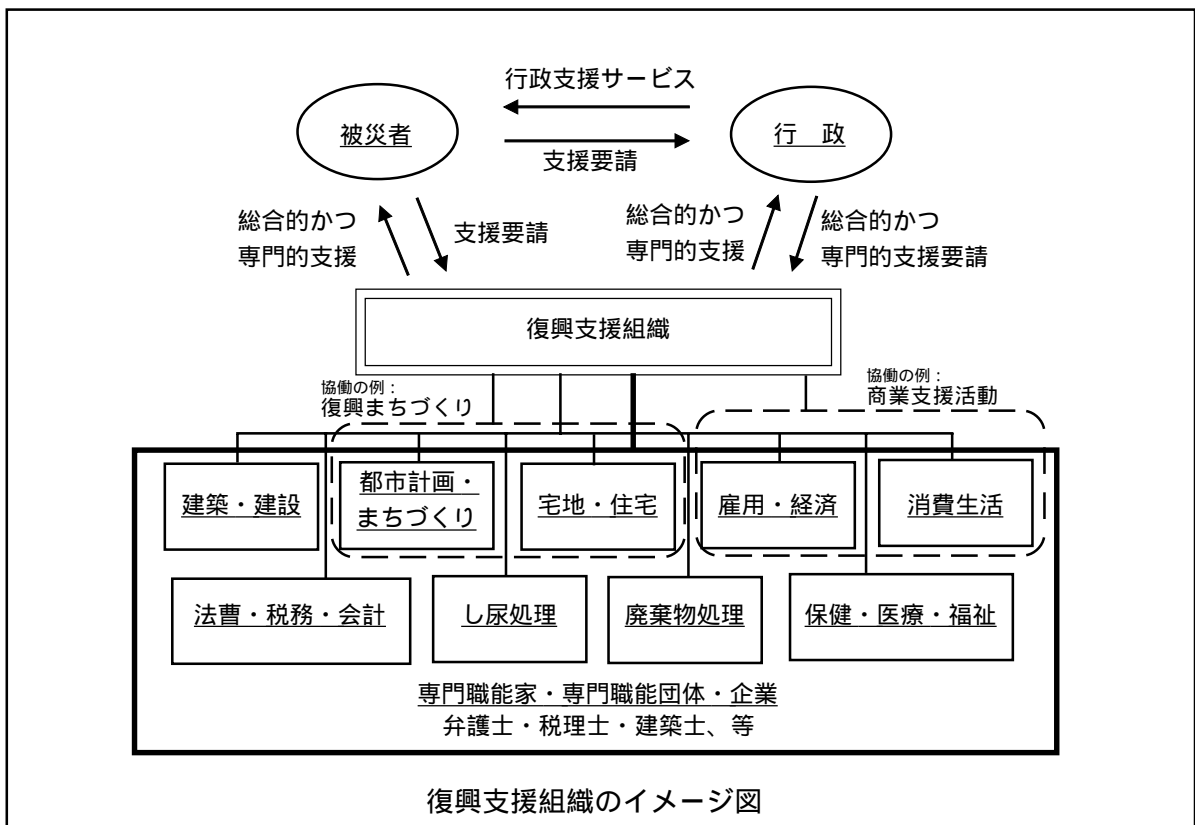 行政支援サービス
被災者
行　政
支援要請
総合的かつ
専門的支援
支援要請
総合的かつ
専門的支援
総合的かつ
専門的支援要請
復興支援組織
協働の例：
復興まちづくり
協働の例：
商業支援活動
建築・建設
都市計画・
まちづくり
宅地・住宅
雇用・経済
消費生活
法曹・税務・会計
し尿処理
廃棄物処理
保健・医療・福祉
専門職能家・専門職能団体・企業
弁護士・税理士・建築士、等
復興支援組織のイメージ図